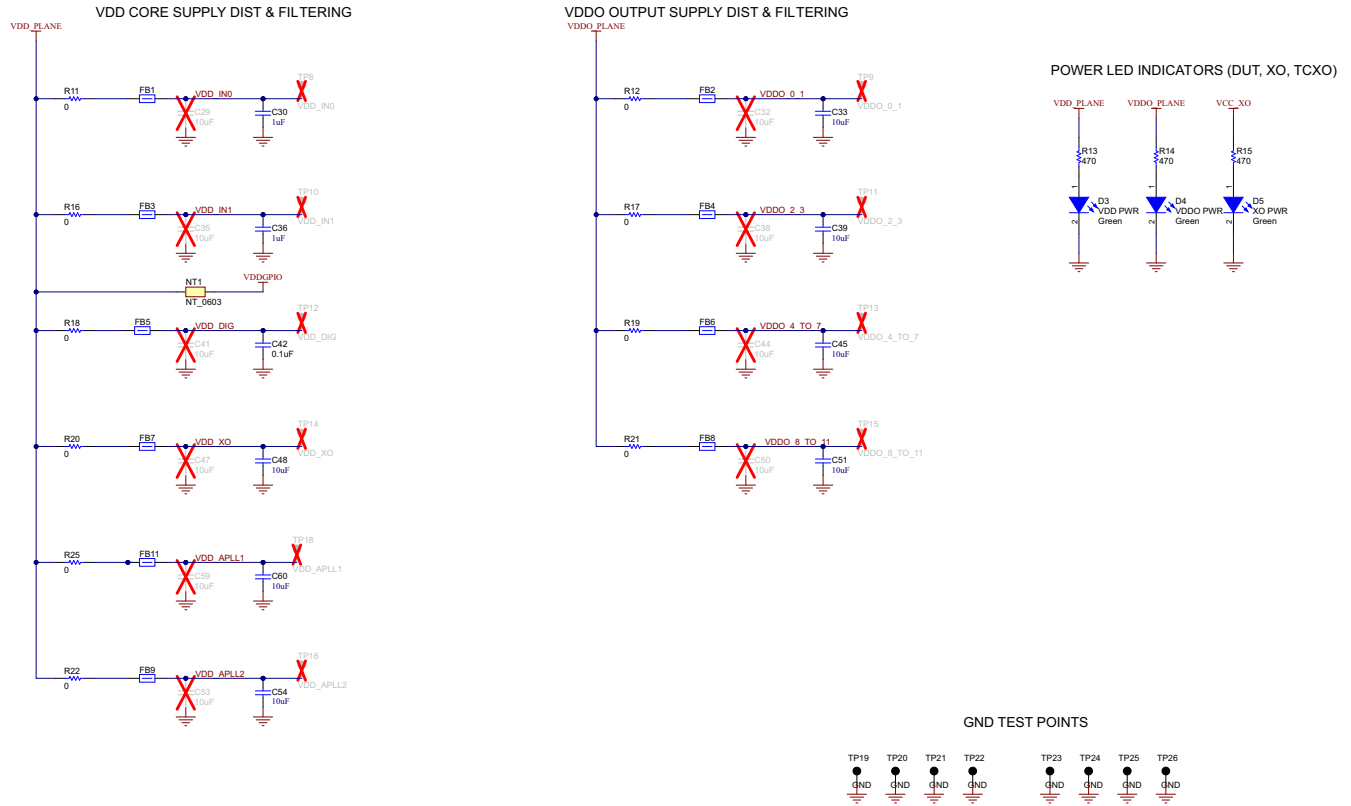 VDD CORE SUPPLY DIST & FILTERING
VDD_PLANE
R11
0
FB1
VDD_IN0
C29
10uF
C30
1uF
TP8
VDD_IN0
R16
0
FB3
VDD_IN1
C35
10uF
C36
1uF
TP10
VDD_IN1
NT1
NT_0603
VDDGPIO
R18
0
FB5
VDD_DIG
C41
10uF
C42
0.1uF
TP12
VDD_DIG
R20
0
FB7
VDD_XO
C47
10uF
C48
10uF
TP14
VDD_XO
R25
0
FB11
VDD_APLL1
C59
10uF
C60
10uF
TP18
VDD_APLL1
R22
0
FB9
VDD_APLL2
C53
10uF
C54
10uF
TP16
VDD_APLL2
VDDO OUTPUT SUPPLY DIST & FILTERING
VDDO_PLANE
R12
0
FB2
VDDO_0_1
C32
10uF
C33
10uF
TP9
VDDO_0_1
R17
0
FB4
VDDO_2_3
C38
10uF
C39
10uF
TP11
VDDO_2_3
R19
0
FB6
VDDO_4_TO_7
C44
10uF
C45
10uF
TP13
VDDO_4_TO_7
R21
0
FB8
VDDO_8_TO_11
C50
10uF
C51
10uF
TP15
VDDO_8_TO_11
POWER LED INDICATORS (DUT, XO, TCXO)
VDD_PLANE
R13
470
1
2
D3
VDD PWR
Green
VDDO_PLANE
R14
470
1
2
D4
VDDO PWR
Green
VCC_XO
R15
470
1
2
D5
XO PWR
Green
GND TEST POINTS
TP19 TP20 TP21 TP22 TP23 TP24 TP25 TP26
GND GND GND GND GND GND GND GND